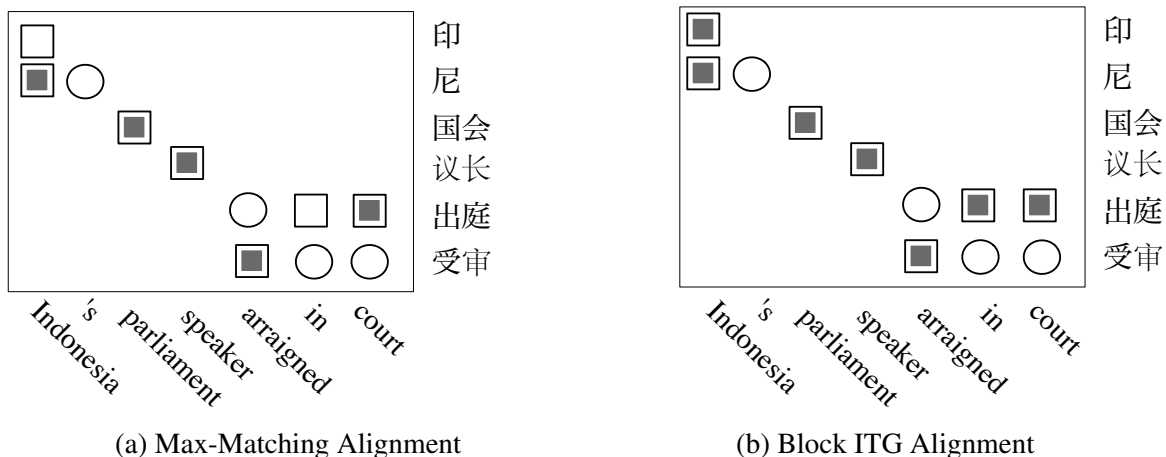 印
尼
国会
议长
出庭
受审
Indonesia
's
parliament
speaker
arraigned
in
court
(a) Max-Matching Alignment
印
尼
国会
议长
出庭
受审
Indonesia
's
parliament
speaker
arraigned
in
court
(b) Block ITG Alignment